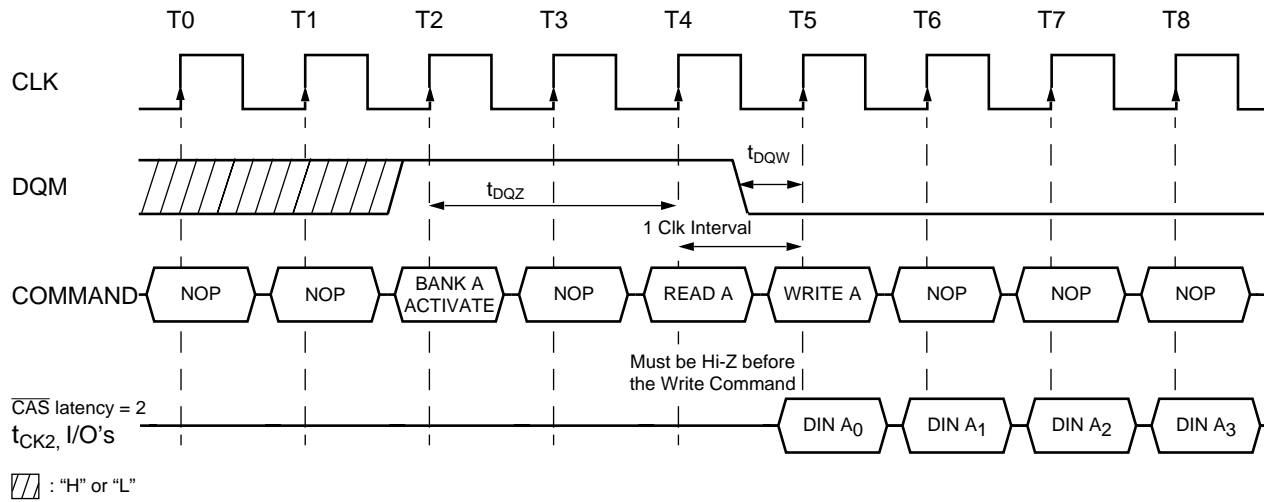 T0 T1 T2 T3 T4 T5 T6 T7 T8
CLK
tDQW
DQM
tDQZ
1 Clk Interval
COMMAND NOP NOP BANK A ACTIVATE NOP READ A WRITE A NOP NOP NOP
Must be Hi-Z before
the Write Command
CAS latency = 2
tCK2, I/O's DIN A0 DIN A1 DIN A2 DIN A3
: “H” or “L”